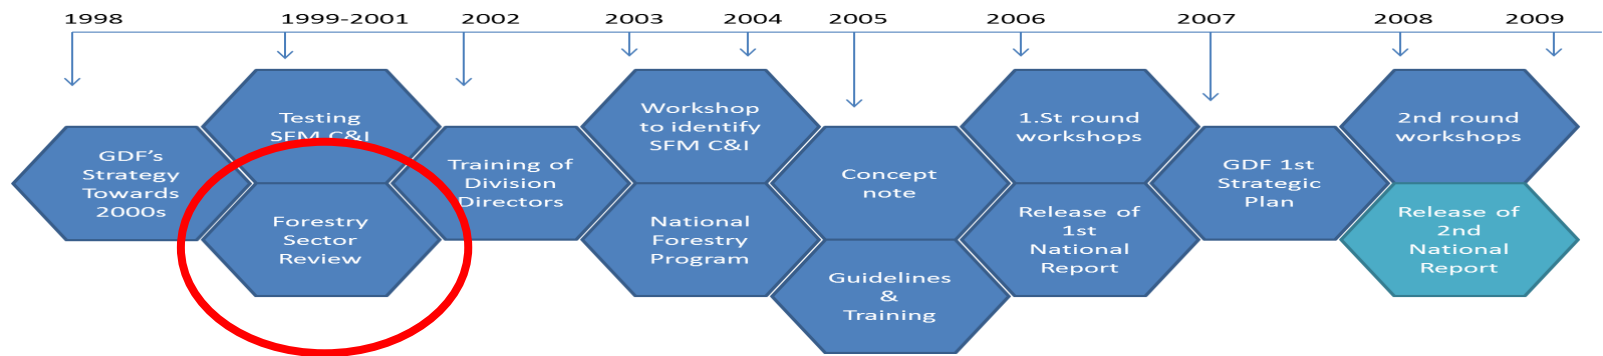 1998 1999-2001 2002 2003 2004 2005 2006 2007 2008 2009
GDF's
Strategy
Towards
2000s
Testing
SFM C&I
Forestry
Sector
Review
Training of
Division
Directors
Workshop
to identify
SFM C&I
National
Forestry
Program
Concept
note
Guidelines
&
Training
1.St round
workshops
Release of
1st
National
Report
GDF 1st
Strategic
Plan
2nd round
workshops
Release of
2nd
National
Report